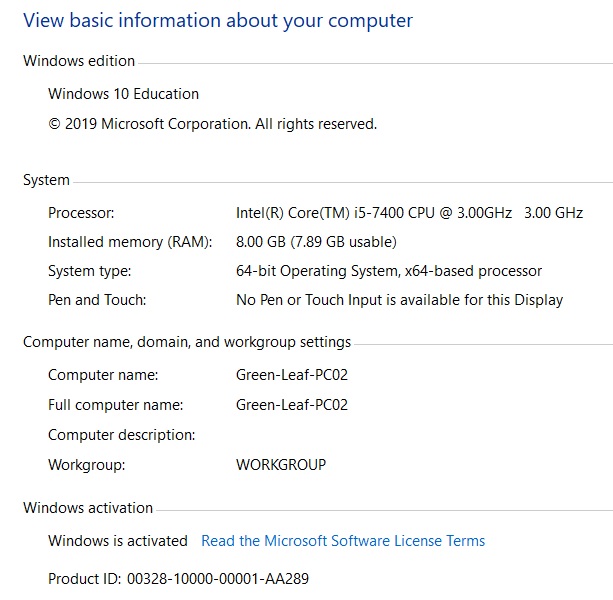 View basic information about your computer
Windows edition
Windows 10 Education
© 2019 Microsoft Corporation. All rights reserved.
System
Processor: Intel(R) Core(TM) i5-7400 CPU @ 3.00GHz 3.00 GHz
Installed memory (RAM): 8.00 GB (7.89 GB usable)
System type: 64-bit Operating System, x64-based processor
Pen and Touch: No Pen or Touch Input is available for this Display
Computer name, domain, and workgroup settings
Computer name: Green-Leaf-PC02
Full computer name: Green-Leaf-PC02
Computer description:
Workgroup: WORKGROUP
Windows activation
Windows is activated Read the Microsoft Software License Terms
Product ID: 00328-10000-00001-AA289